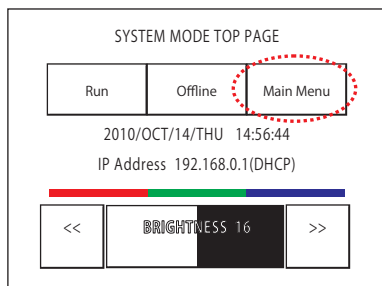 SYSTEM MODE TOP PAGE
Run Offline Main Menu
2010/OCT/14/THU 14:56:44
IP Address 192.168.0.1(DHCP)
<< BRIGHTNESS 16 >>